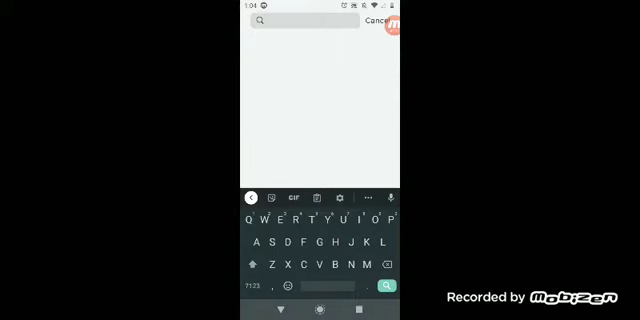 1:04
Cancel
GIF
Q W E R T Y U I O P
A S D F G H J K L
Z X C V B N M
?123 , .
Recorded by mobizen